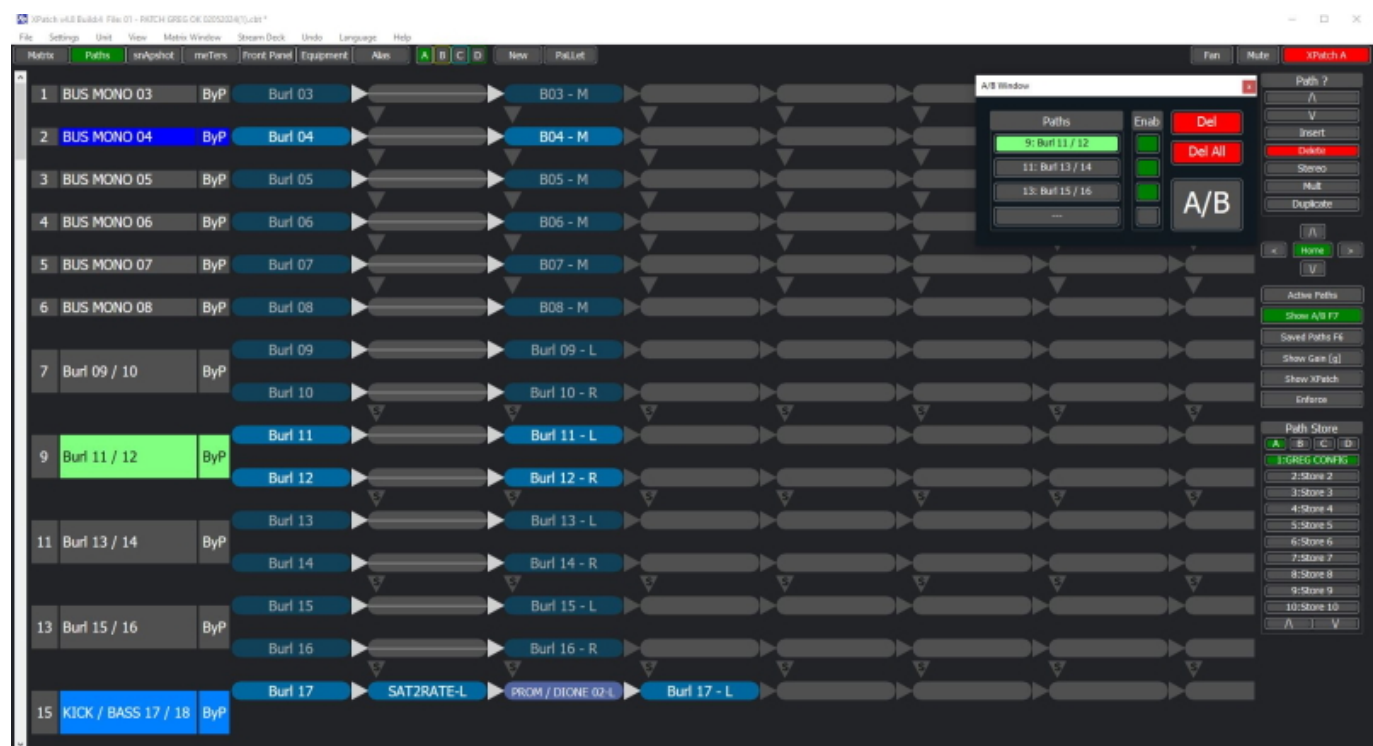 XPatch v4.8 Build:4 File: 01 - PATCH GREG OK 02052024(1).cbt *
File Settings Unit View Matrix Window Stream Deck Undo Language Help
Matrix Paths snApshot meTers Front Panel Equipment Alias A B C D New PaLLet Fan Mute XPatch A
1 BUS MONO 03 ByP Burl 03 B03 - M
2 BUS MONO 04 ByP Burl 04 B04 - M
3 BUS MONO 05 ByP Burl 05 B05 - M
4 BUS MONO 06 ByP Burl 06 B06 - M
5 BUS MONO 07 ByP Burl 07 B07 - M
6 BUS MONO 08 ByP Burl 08 B08 - M
Burl 09 Burl 09 - L
7 Burl 09 / 10 ByP
Burl 10 Burl 10 - R
S S S S S S S
Burl 11 Burl 11 - L
9 Burl 11 / 12 ByP
Burl 12 Burl 12 - R
S S S S S S S
Burl 13 Burl 13 - L
11 Burl 13 / 14 ByP
Burl 14 Burl 14 - R
S S S S S S S
Burl 15 Burl 15 - L
13 Burl 15 / 16 ByP
Burl 16 Burl 16 - R
S S S S S S S
Burl 17 SAT2RATE-L PROM / DIONE 02-L Burl 17 - L
15 KICK / BASS 17 / 18 ByP
A/B Window x
Paths Enab Del
9: Burl 11 / 12
Del All
11: Burl 13 / 14
13: Burl 15 / 16
A/B
---
Path ?
/\
V
Insert
Delete
Stereo
Mult
Duplicate
/\
< Home >
V
Active Paths
Show A/B F7
Saved Paths F6
Show Gain (g)
Show XPatch
Enforce
Path Store
A B C D
1:GREG CONFIG
2:Store 2
3:Store 3
4:Store 4
5:Store 5
6:Store 6
7:Store 7
8:Store 8
9:Store 9
10:Store 10
/\ V